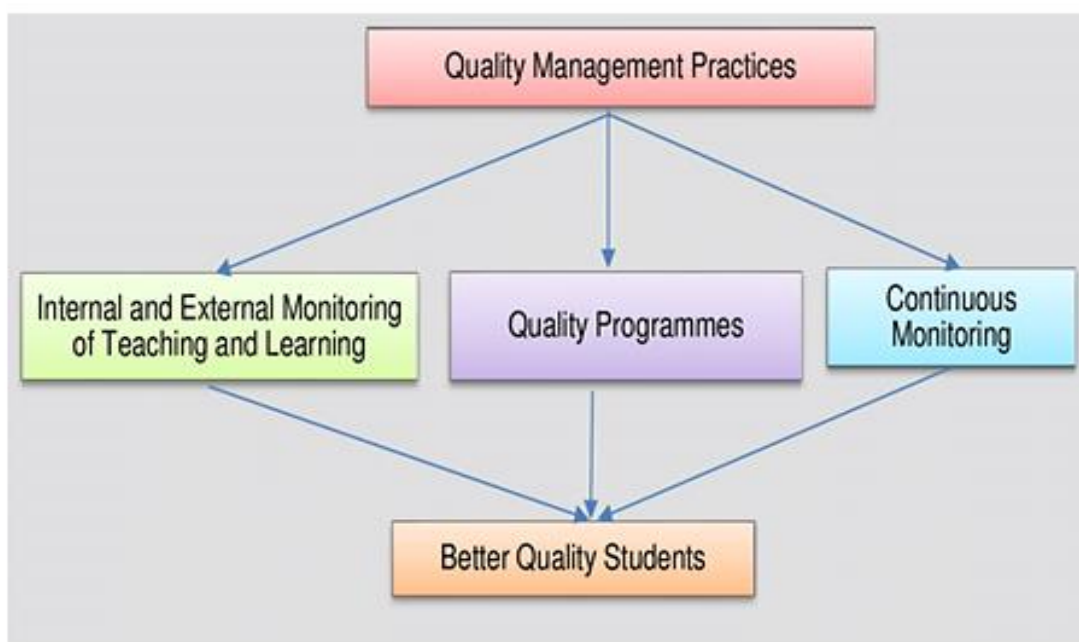 Quality Management Practices
Internal and External Monitoring
of Teaching and Learning
Quality Programmes
Continuous
Monitoring
Better Quality Students